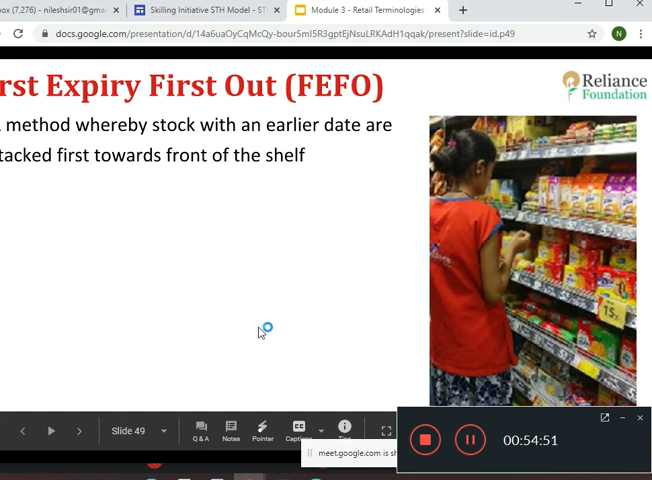 box (7,276) - nileshsir01@gma
Skilling Initiative STH Model - ST
Module 3 - Retail Terminologies
docs.google.com/presentation/d/14a6uaOyCqMcQy-bour5mI5R3gptEjNsuLRKAdH1qqak/present?slide=id.p49
N
rst Expiry First Out (FEFO)
Reliance
Foundation
method whereby stock with an earlier date are
tacked first towards front of the shelf
15
Slide 49
Q & A
Notes
Pointer
Captions
meet.google.com is sh
00:54:51